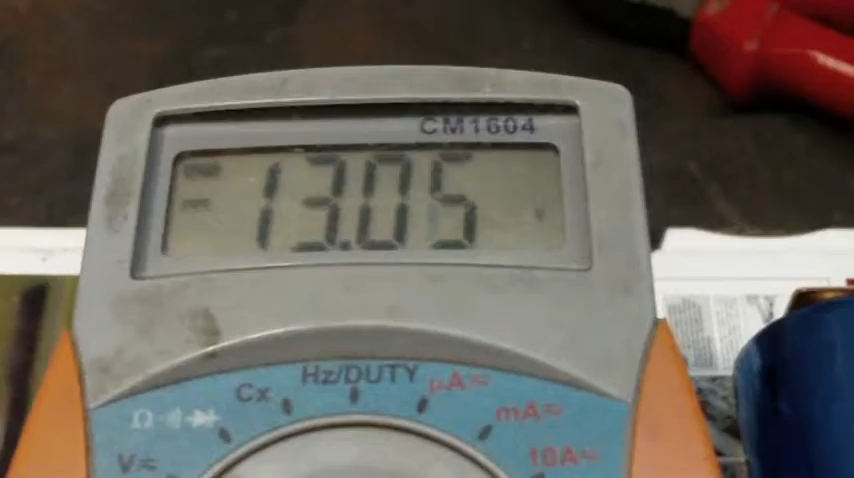 CM1604
13.05
Hz/DUTY
Cx
µA≂
Ω
mA≂
V≂
10A≂